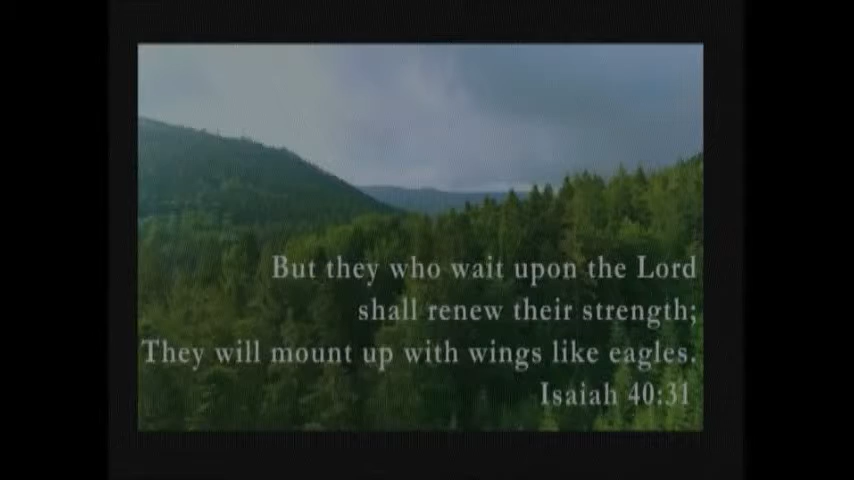 But they who wait upon the Lord
shall renew their strength;
They will mount up with wings like eagles.
Isaiah 40:31